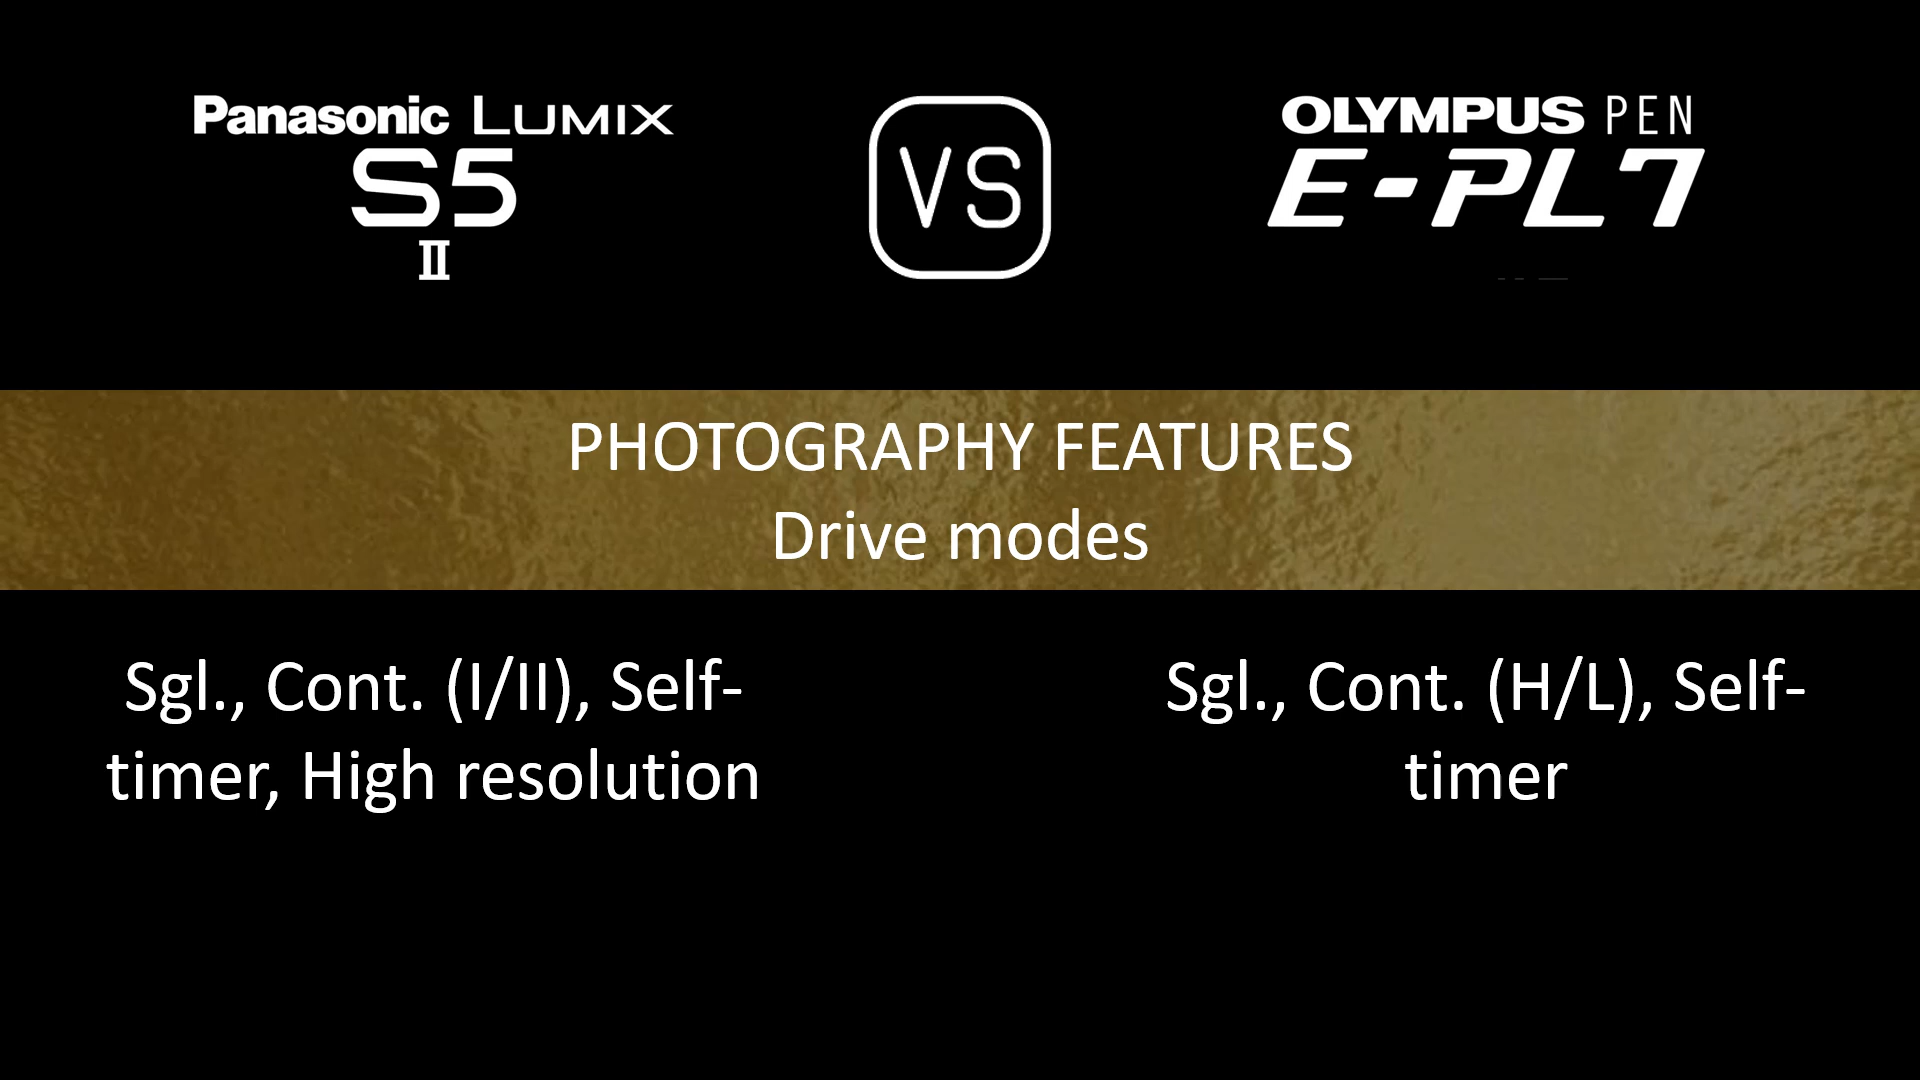 Panasonic LUMIX
S5
II
VS
OLYMPUS PEN
E-PL7
PHOTOGRAPHY FEATURES
Drive modes
Sgl., Cont. (I/II), Self-
timer, High resolution
Sgl., Cont. (H/L), Self-
timer